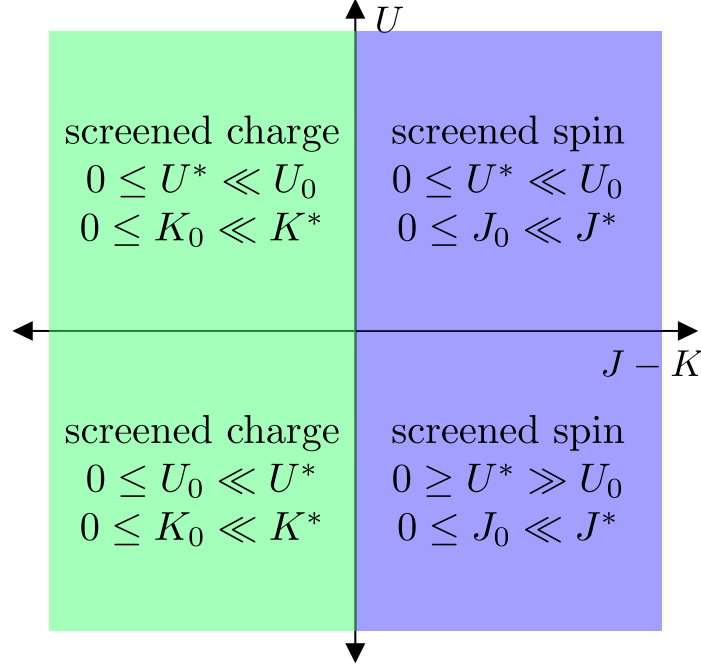 U
screened charge
0 ≤ U* ≪ U₀
0 ≤ K₀ ≪ K*
screened spin
0 ≤ U* ≪ U₀
0 ≤ J₀ ≪ J*
J − K
screened charge
0 ≤ U₀ ≪ U*
0 ≤ K₀ ≪ K*
screened spin
0 ≥ U* ≫ U₀
0 ≤ J₀ ≪ J*